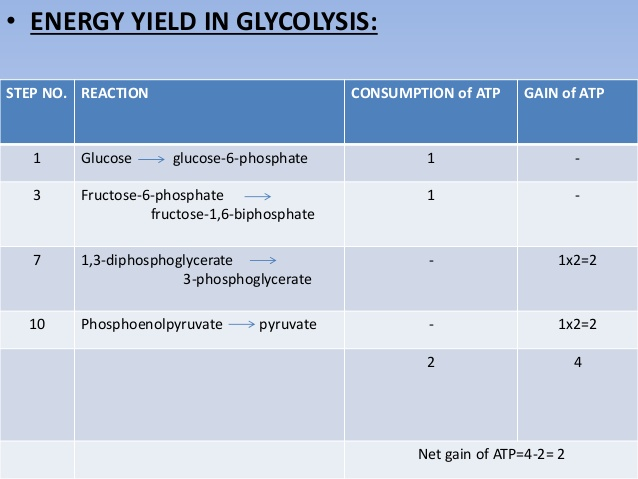 • ENERGY YIELD IN GLYCOLYSIS:
STEP NO. REACTION CONSUMPTION of ATP GAIN of ATP
1 Glucose → glucose-6-phosphate 1 -
3 Fructose-6-phosphate → 1 -
fructose-1,6-biphosphate
7 1,3-diphosphoglycerate → - 1x2=2
3-phosphoglycerate
10 Phosphoenolpyruvate → pyruvate - 1x2=2
2 4
Net gain of ATP=4-2= 2